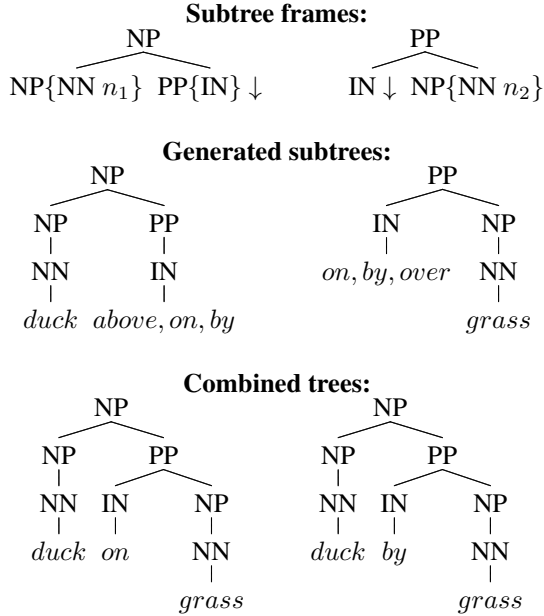 Subtree frames:
NP PP
NP{NN n₁} PP{IN} ↓ IN ↓ NP{NN n₂}
Generated subtrees:
NP PP
NP PP IN NP
NN IN on, by, over NN
duck above, on, by grass
Combined trees:
NP NP
NP PP NP PP
NN IN NP NN IN NP
duck on NN duck by NN
grass grass